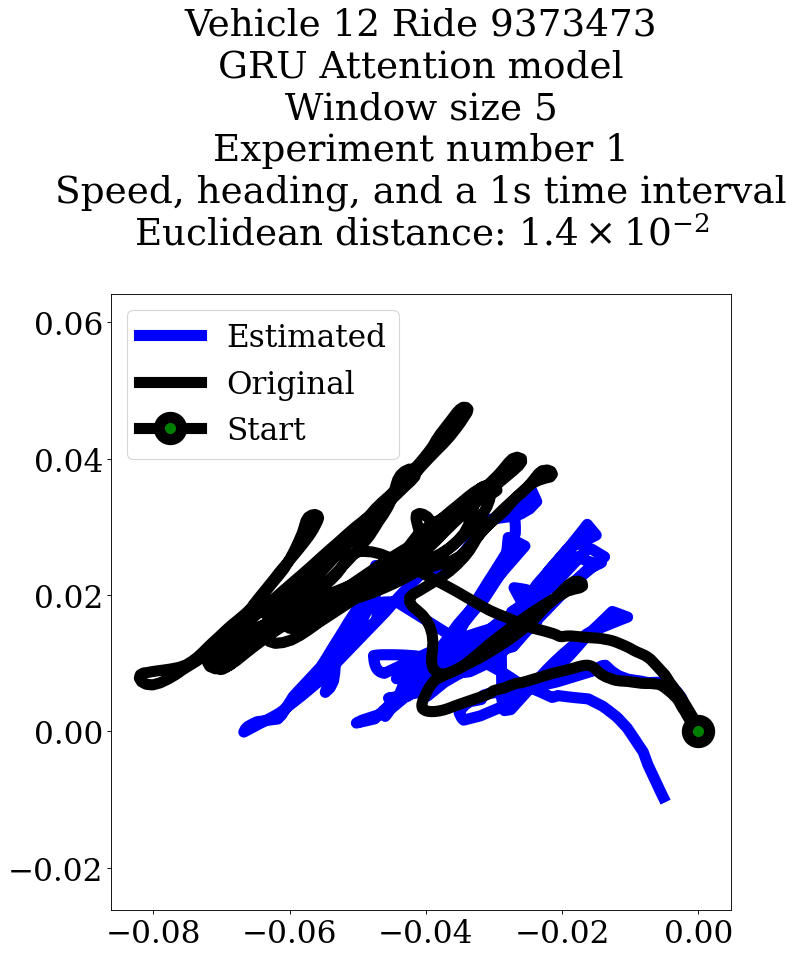 Vehicle 12 Ride 9373473
GRU Attention model
Window size 5
Experiment number 1
Speed, heading, and a 1s time interval
Euclidean distance: 1.4 × 10⁻²
Estimated
Original
Start
0.06
0.04
0.02
0.00
−0.02
−0.08 −0.06 −0.04 −0.02 0.00